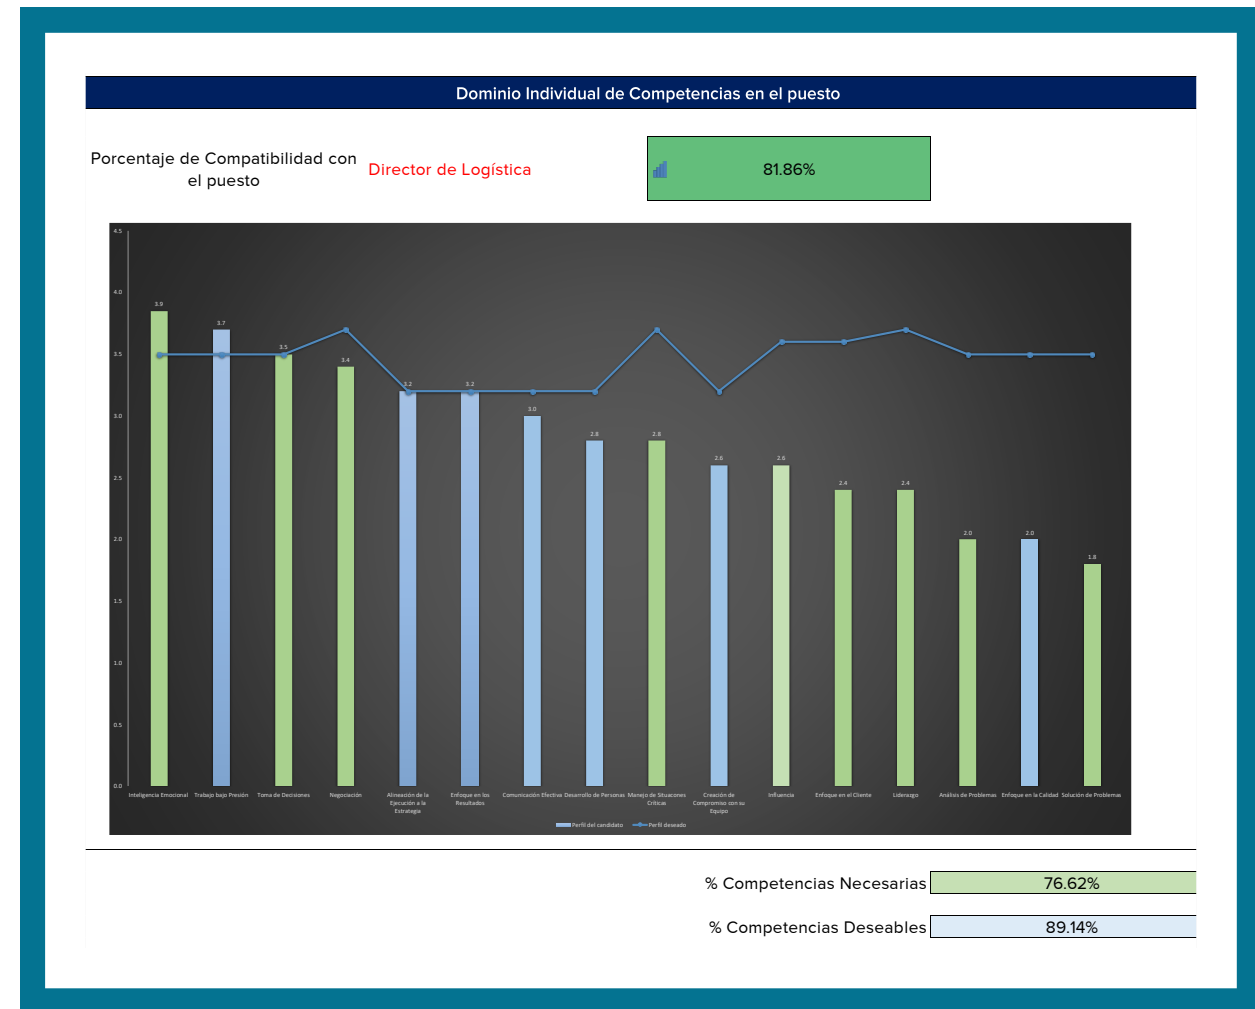 Dominio Individual de Competencias en el puesto
Porcentaje de Compatibilidad con
el puesto
Director de Logística
81.86%
4.5
4.0
3.5
3.0
2.5
2.0
1.5
1.0
0.5
0.0
3.9
3.7
3.5
3.4
3.2
3.2
3.0
2.8
2.8
2.6
2.6
2.4
2.4
2.0
2.0
1.8
Inteligencia Emocional
Trabajo bajo Presión
Toma de Decisiones
Negociación
Alineación de la
Ejecución a la
Estrategia
Enfoque en los
Resultados
Comunicación Efectiva
Desarrollo de Personas
Manejo de Situacones
Críticas
Creación de
Compromiso con su
Equipo
Influencia
Enfoque en el Cliente
Liderazgo
Análisis de Problemas
Enfoque en la Calidad
Solución de Problemas
Perfil del candidato
Perfil deseado
% Competencias Necesarias
76.62%
% Competencias Deseables
89.14%